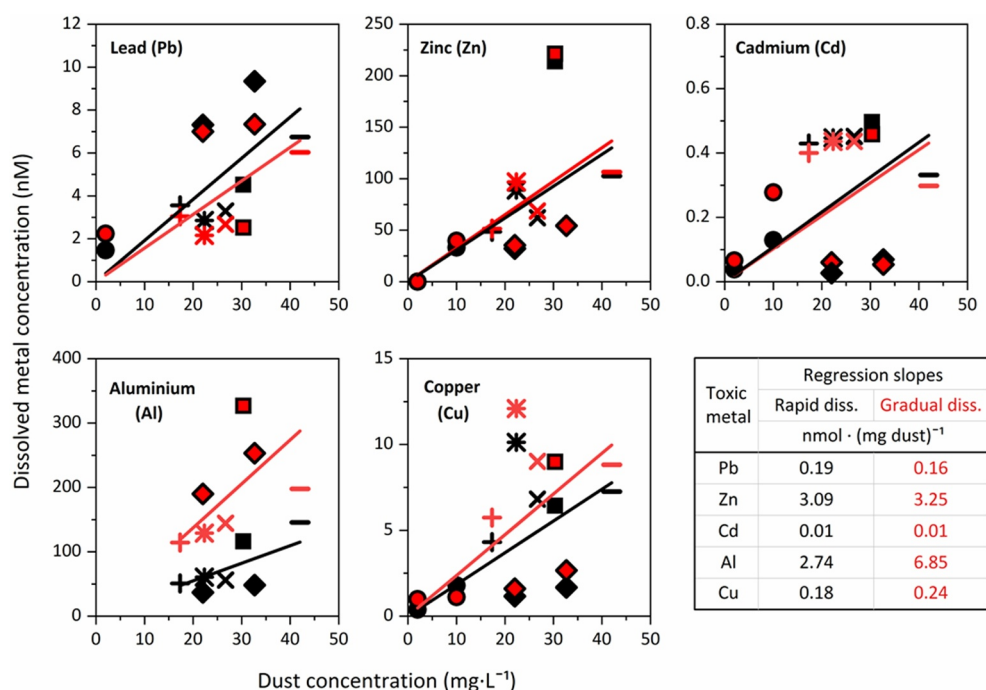 Dissolved metal concentration (nM)
Lead (Pb)
12
10
8
6
4
2
0
0 10 20 30 40 50
Zinc (Zn)
250
225
200
150
100
50
0
0 10 20 30 40 50
Cadmium (Cd)
0.8
0.6
0.4
0.2
0.0
0 10 20 30 40 50
Aluminium
(Al)
400
300
200
100
0
0 10 20 30 40 50
Copper
(Cu)
15
10
5
0
0 10 20 30 40 50
Dust concentration (mg·L⁻¹)
Toxic
metal
Regression slopes
Rapid diss. Gradual diss.
nmol · (mg dust)⁻¹
Pb 0.19 0.16
Zn 3.09 3.25
Cd 0.01 0.01
Al 2.74 6.85
Cu 0.18 0.24